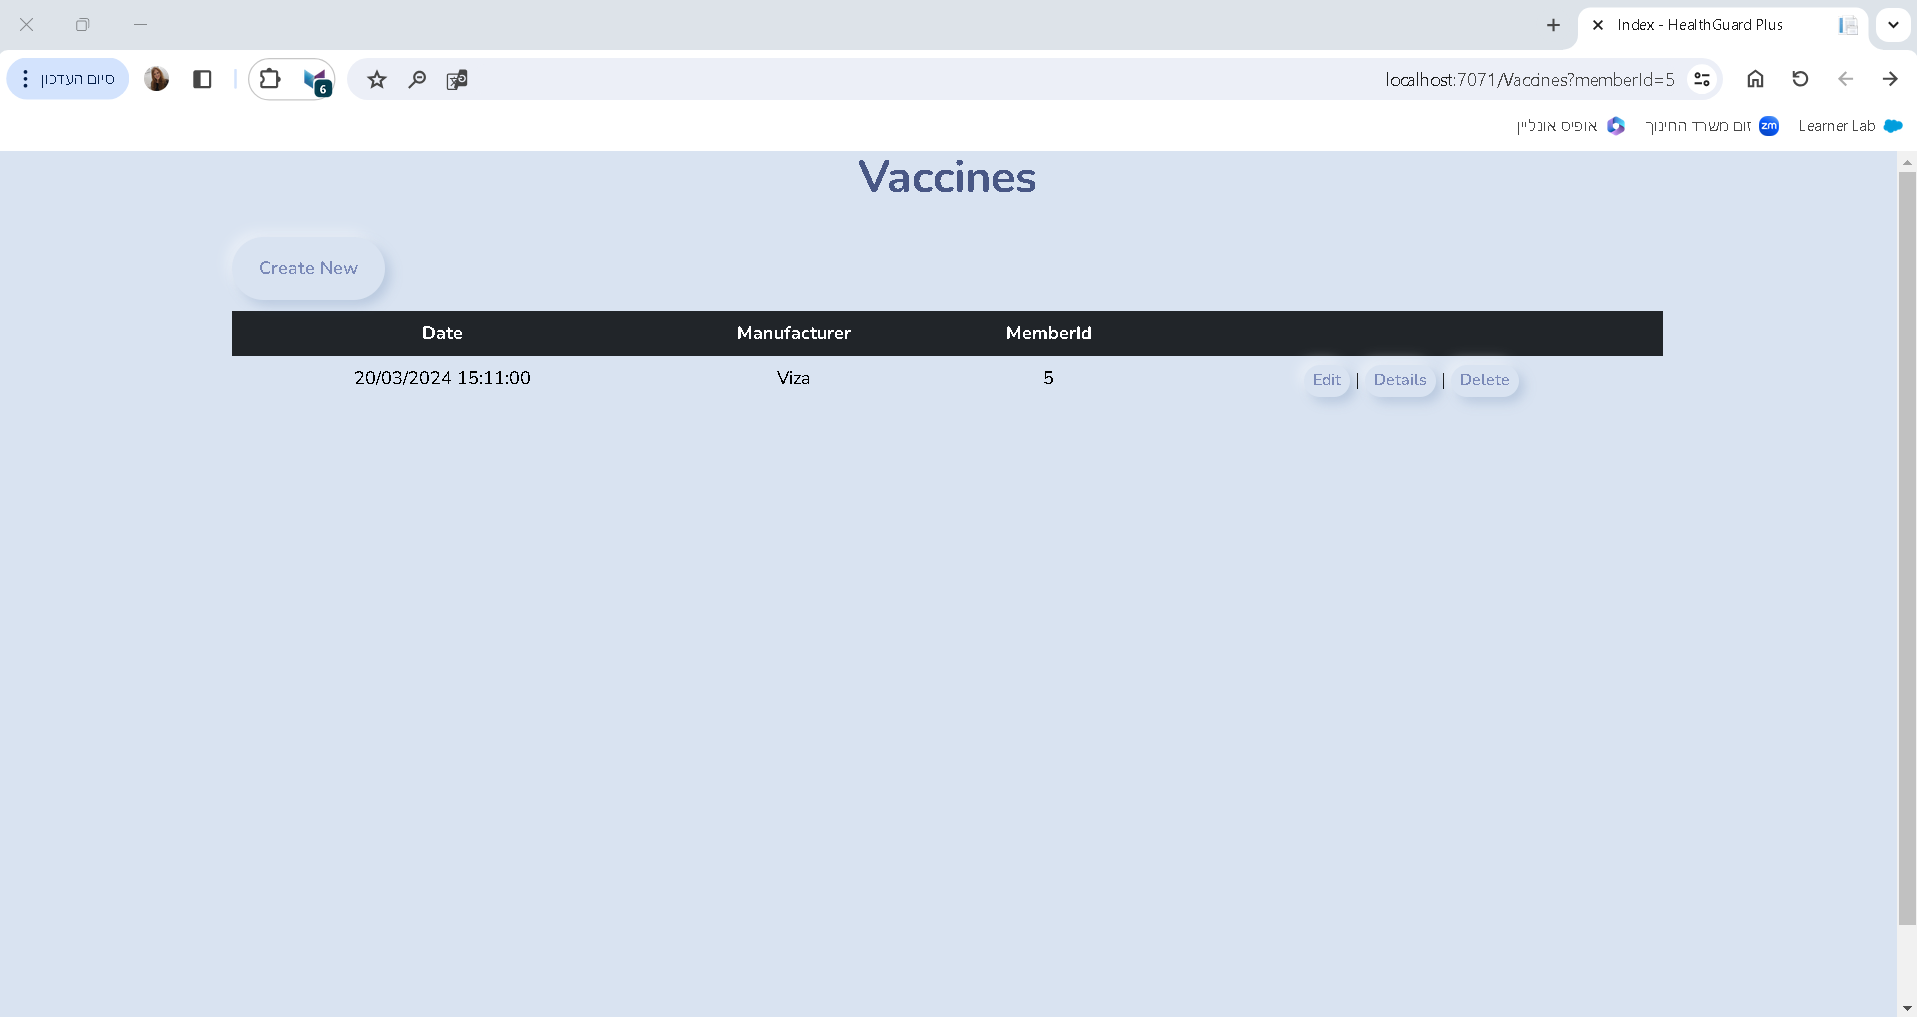 Index - HealthGuard Plus
סיום העדכון
6
localhost:7071/Vaccines?memberId=5
Learner Lab
zm זום משרד החינוך
אופיס אונליין
Vaccines
Create New
Date Manufacturer MemberId
20/03/2024 15:11:00 Viza 5 Edit | Details | Delete